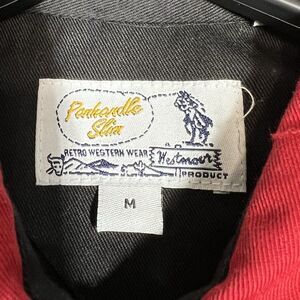 Panhandle
Slim
RETRO WESTERN WEAR
Westmoor
PRODUCT
M